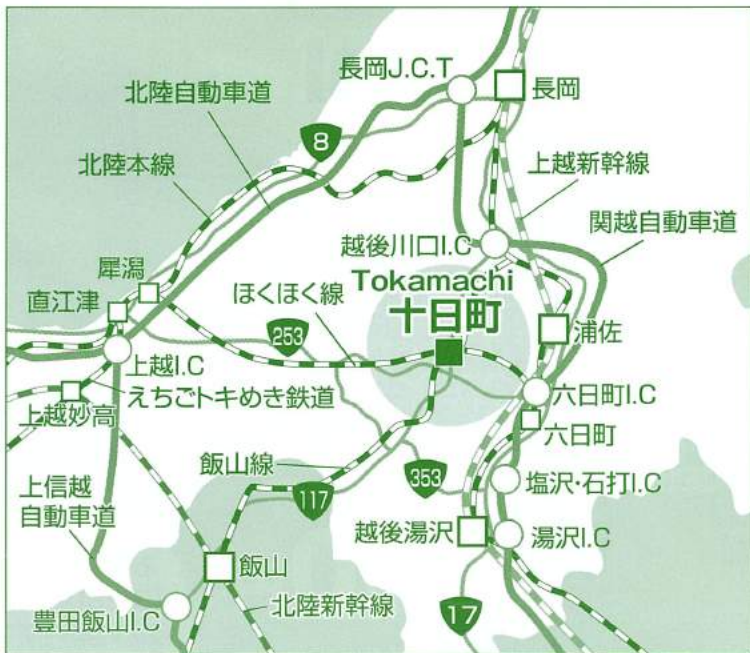 長岡J.C.T
長岡
北陸自動車道
8
北陸本線
上越新幹線
関越自動車道
越後川口I.C
犀潟
Tokamachi
十日町
ほくほく線
直江津
253
浦佐
上越I.C
えちごトキめき鉄道
六日町I.C
上越妙高
六日町
飯山線
353
塩沢・石打I.C
上信越
自動車道
117
越後湯沢
湯沢I.C
飯山
北陸新幹線
豊田飯山I.C
17